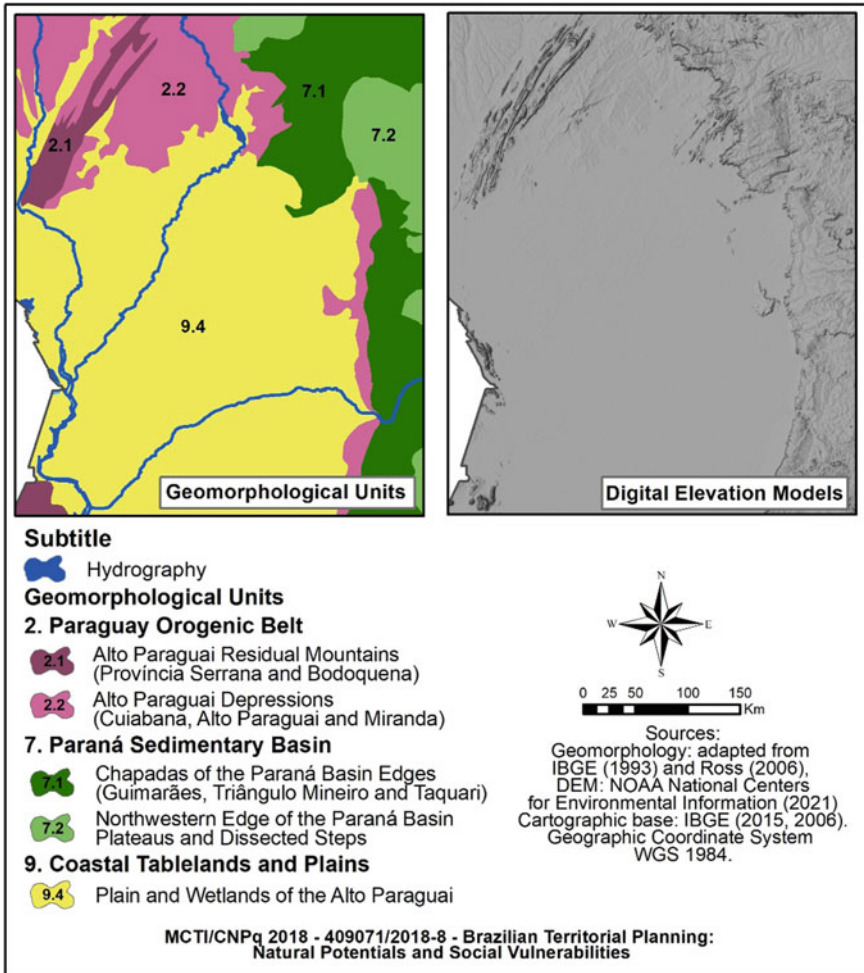 2.2
7.1
7.2
2.1
9.4
Geomorphological Units
Digital Elevation Models
Subtitle
Hydrography
Geomorphological Units
2. Paraguay Orogenic Belt
2.1 Alto Paraguai Residual Mountains
(Província Serrana and Bodoquena)
2.2 Alto Paraguai Depressions
(Cuiabana, Alto Paraguai and Miranda)
7. Paraná Sedimentary Basin
7.1 Chapadas of the Paraná Basin Edges
(Guimarães, Triângulo Mineiro and Taquari)
7.2 Northwestern Edge of the Paraná Basin
Plateaus and Dissected Steps
9. Coastal Tablelands and Plains
9.4 Plain and Wetlands of the Alto Paraguai
N
W E
S
0 25 50 100 150
Km
Sources:
Geomorphology: adapted from
IBGE (1993) and Ross (2006),
DEM: NOAA National Centers
for Environmental Information (2021)
Cartographic base: IBGE (2015, 2006).
Geographic Coordinate System
WGS 1984.
MCTI/CNPq 2018 - 409071/2018-8 - Brazilian Territorial Planning:
Natural Potentials and Social Vulnerabilities